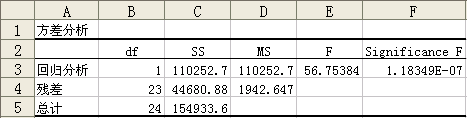 A B C D E F
1 方差分析
2 df SS MS F Significance F
3 回归分析 1 110252.7 110252.7 56.75384 1.18349E-07
4 残差 23 44680.88 1942.647
5 总计 24 154933.6